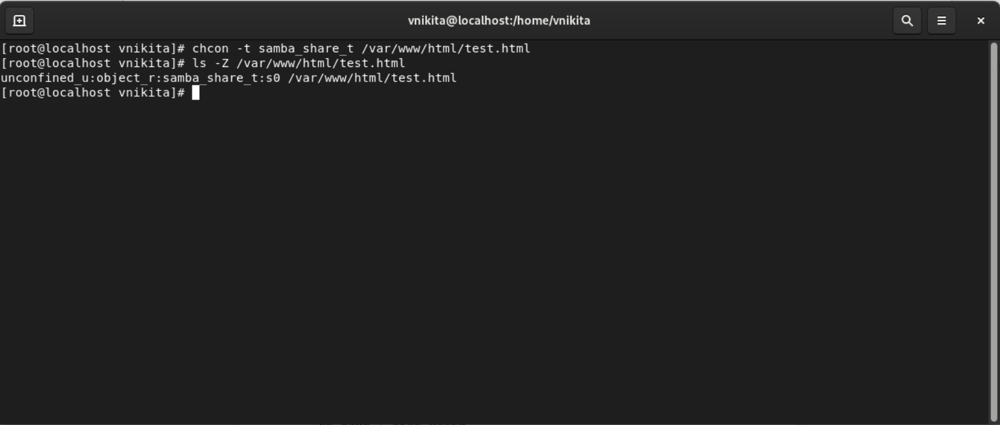 vnikita@localhost:/home/vnikita
[root@localhost vnikita]# chcon -t samba_share_t /var/www/html/test.html
[root@localhost vnikita]# ls -Z /var/www/html/test.html
unconfined_u:object_r:samba_share_t:s0 /var/www/html/test.html
[root@localhost vnikita]#